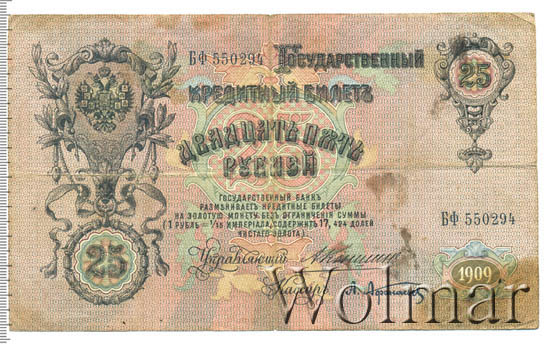 БФ 550294
Государственный
25
Кредитный Билетъ
Двадцать пять
рублей
Государственный Банкъ
размѣниваетъ кредитные билеты
на золотую монету безъ ограниченія суммы
(1 рубль = 1/15 имперіала, содержитъ 17,424 долей
чистаго золота).
БФ 550294
25
Управляющій
1909
Кассиръ
Wolmar